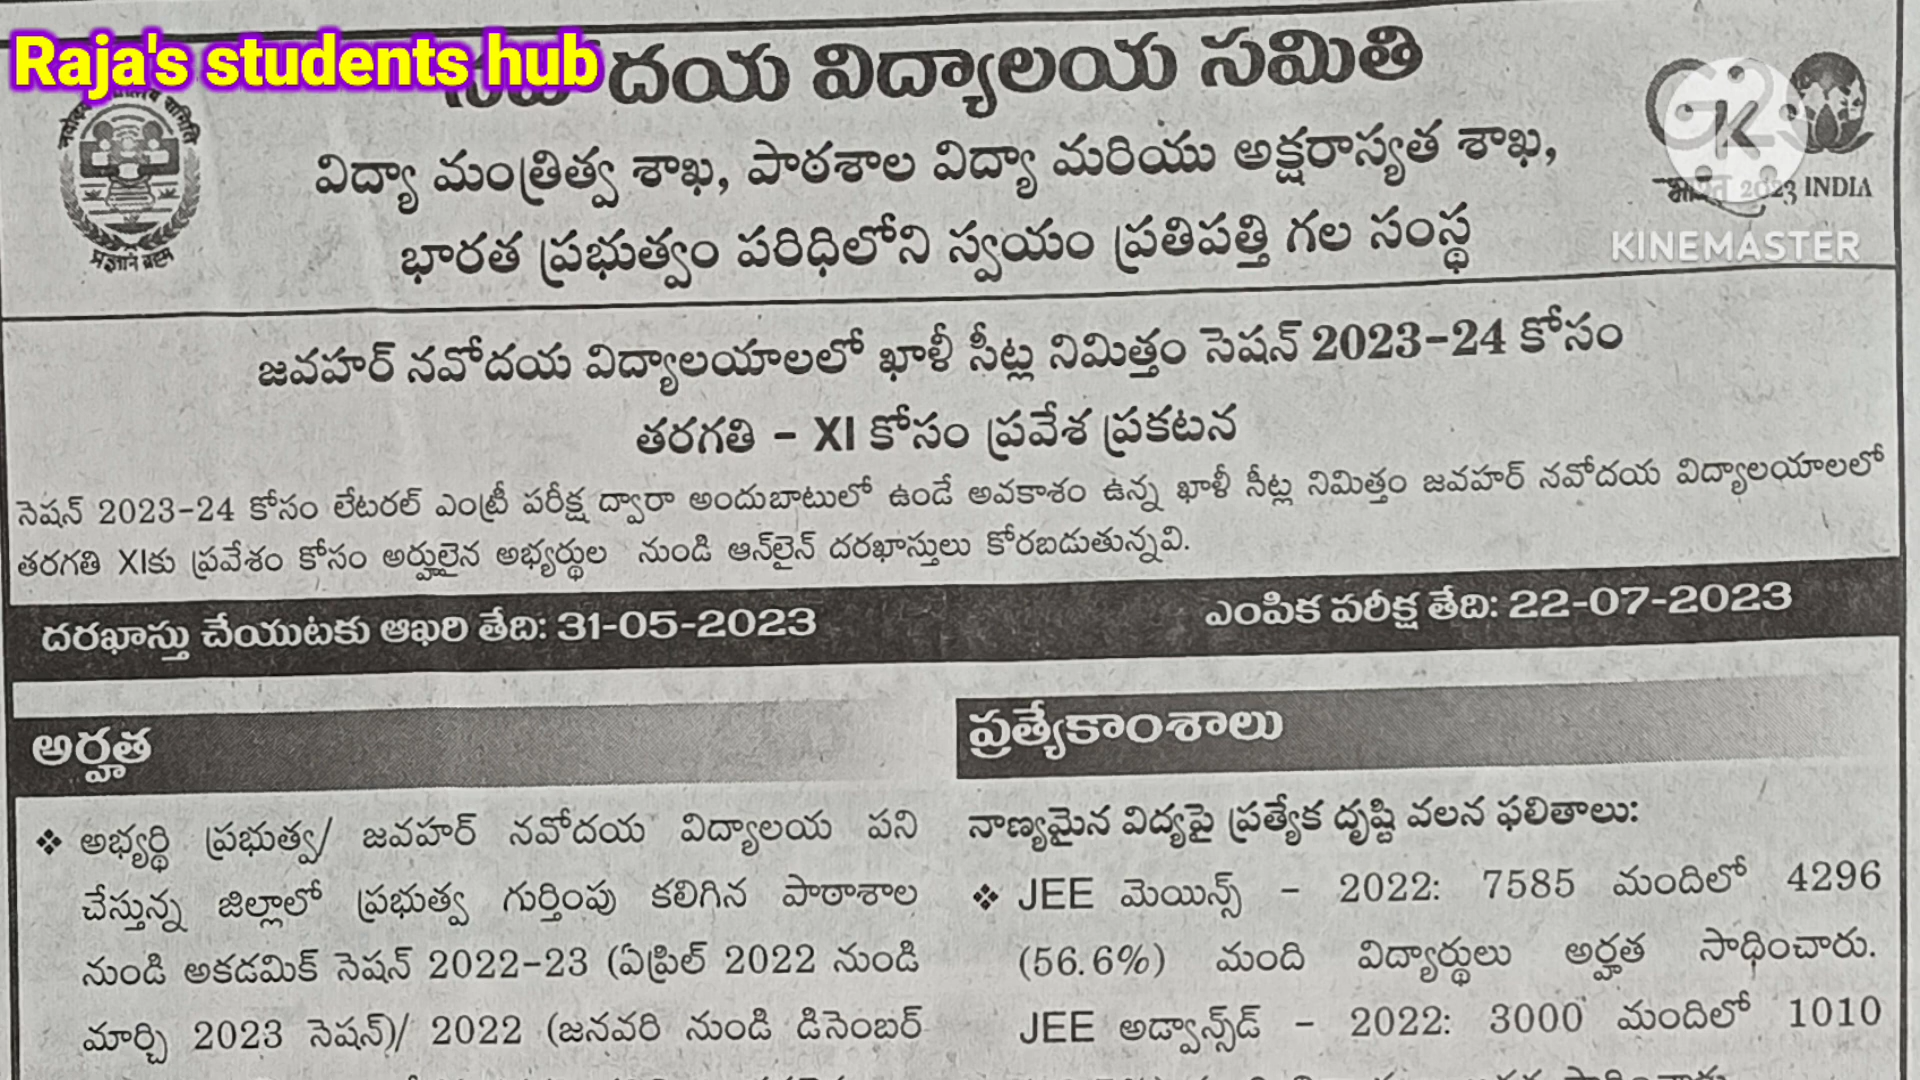 Raja's students hub
దయ విద్యాలయ సమితి
విద్యా మంత్రిత్వ శాఖ, పాఠశాల విద్యా మరియు అక్షరాస్యత శాఖ,
భారత ప్రభుత్వం పరిధిలోని స్వయం ప్రతిపత్తి గల సంస్థ
प्रज्ञानं ब्रह्म
K
2023 INDIA
KINEMASTER
జవహర్ నవోదయ విద్యాలయాలలో ఖాళీ సీట్ల నిమిత్తం సెషన్ 2023-24 కోసం
తరగతి – XI కోసం ప్రవేశ ప్రకటన
సెషన్ 2023-24 కోసం లేటరల్ ఎంట్రీ పరీక్ష ద్వారా అందుబాటులో ఉండే అవకాశం ఉన్న ఖాళీ సీట్ల నిమిత్తం జవహర్ నవోదయ విద్యాలయాలలో
తరగతి XIకు ప్రవేశం కోసం అర్హులైన అభ్యర్థుల నుండి ఆన్‌లైన్ దరఖాస్తులు కోరబడుతున్నవి.
దరఖాస్తు చేయుటకు ఆఖరి తేది: 31-05-2023
ఎంపిక పరీక్ష తేది: 22-07-2023
అర్హత
❖ అభ్యర్థి ప్రభుత్వ/ జవహర్ నవోదయ విద్యాలయ పని
చేస్తున్న జిల్లాలో ప్రభుత్వ గుర్తింపు కలిగిన పాఠాశాల
నుండి అకడమిక్ సెషన్ 2022-23 (ఏప్రిల్ 2022 నుండి
మార్చి 2023 సెషన్)/ 2022 (జనవరి నుండి డిసెంబర్
ప్రత్యేకాంశాలు
నాణ్యమైన విద్యపై ప్రత్యేక దృష్టి వలన ఫలితాలు:
❖ JEE మెయిన్స్ – 2022: 7585 మందిలో 4296
(56.6%) మంది విద్యార్థులు అర్హత సాధించారు.
JEE అడ్వాన్స్‌డ్ – 2022: 3000 మందిలో 1010